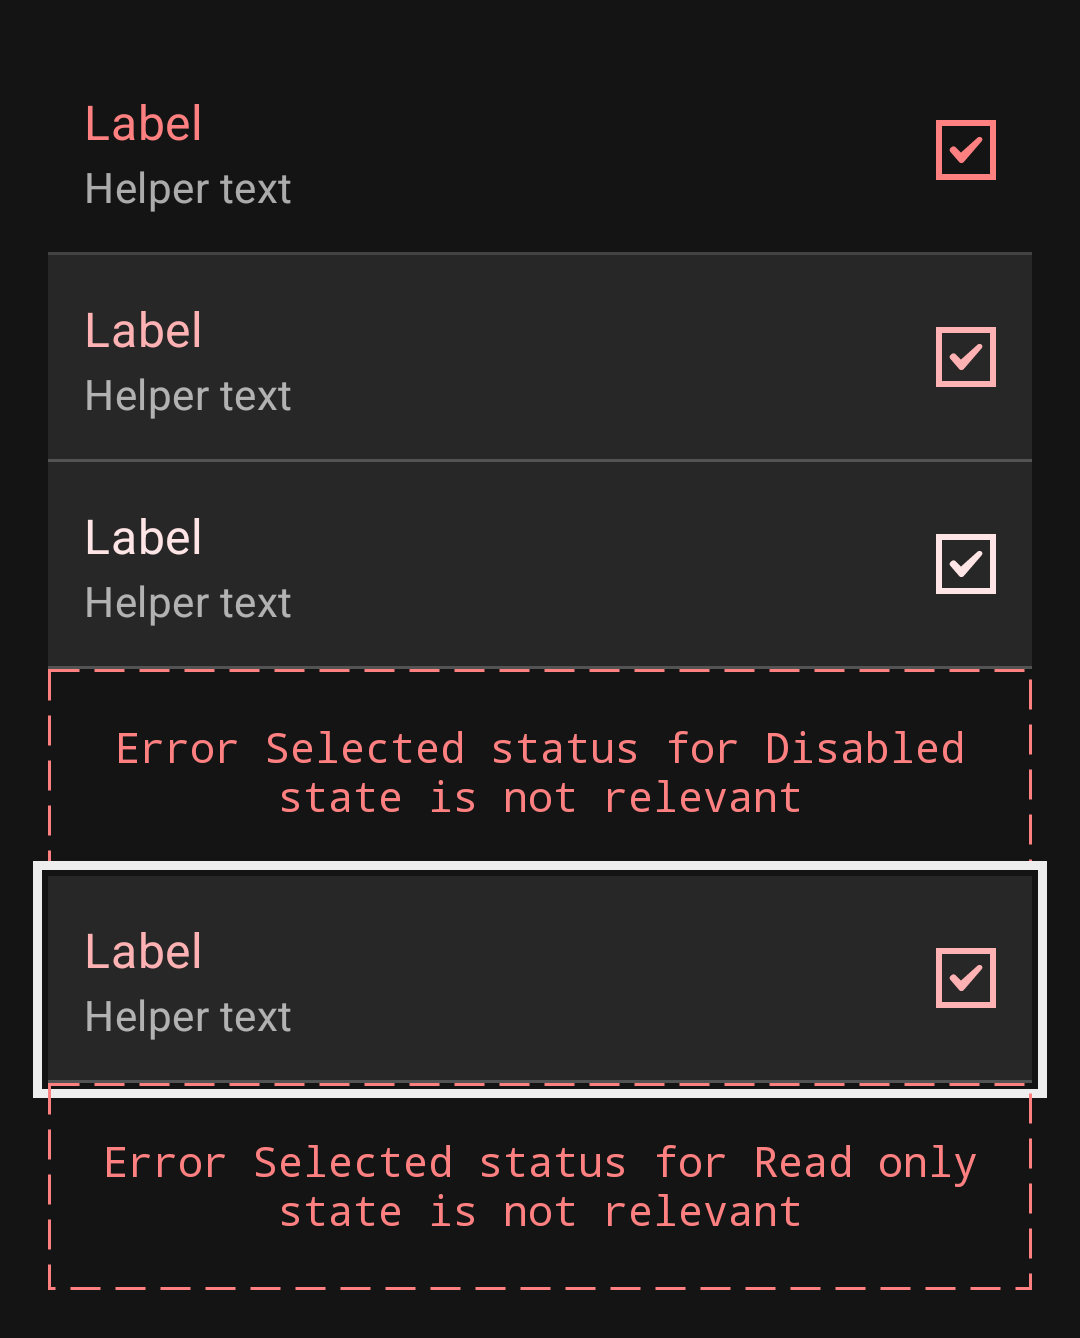 Label
Helper text
Label
Helper text
Label
Helper text
Error Selected status for Disabled
state is not relevant
Label
Helper text
Error Selected status for Read only
state is not relevant